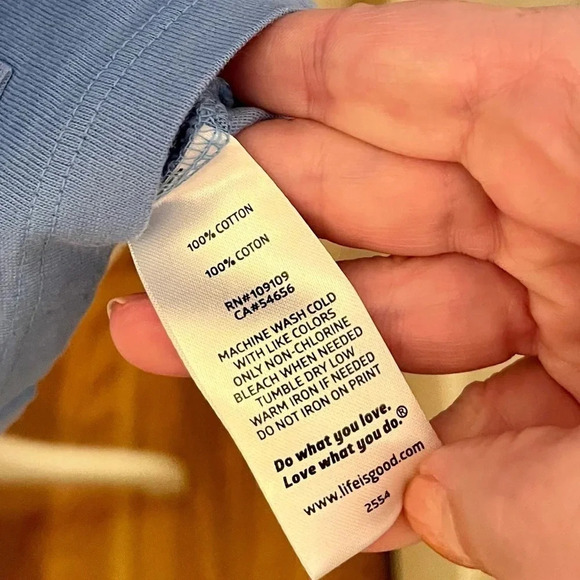 100% COTTON
100% COTON
RN#109109
CA#54656
MACHINE WASH COLD
WITH LIKE COLORS
ONLY NON-CHLORINE
BLEACH WHEN NEEDED
TUMBLE DRY LOW
WARM IRON IF NEEDED
DO NOT IRON ON PRINT
Do what you love.
Love what you do.®
www.lifeisgood.com
2554